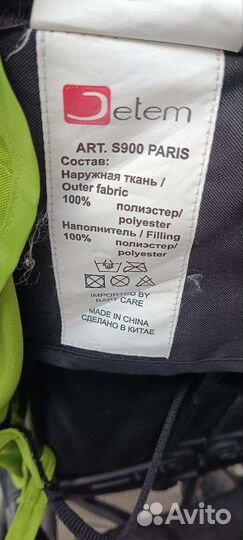 Jetem
ART. S900 PARIS
Состав:
Наружная ткань /
Outer fabric
100% полиэстер/
polyester
Наполнитель / Filling
100% полиэстер/
polyester
IMPORTED BY
BABY CARE
MADE IN CHINA
СДЕЛАНО В КИТАЕ
Avito